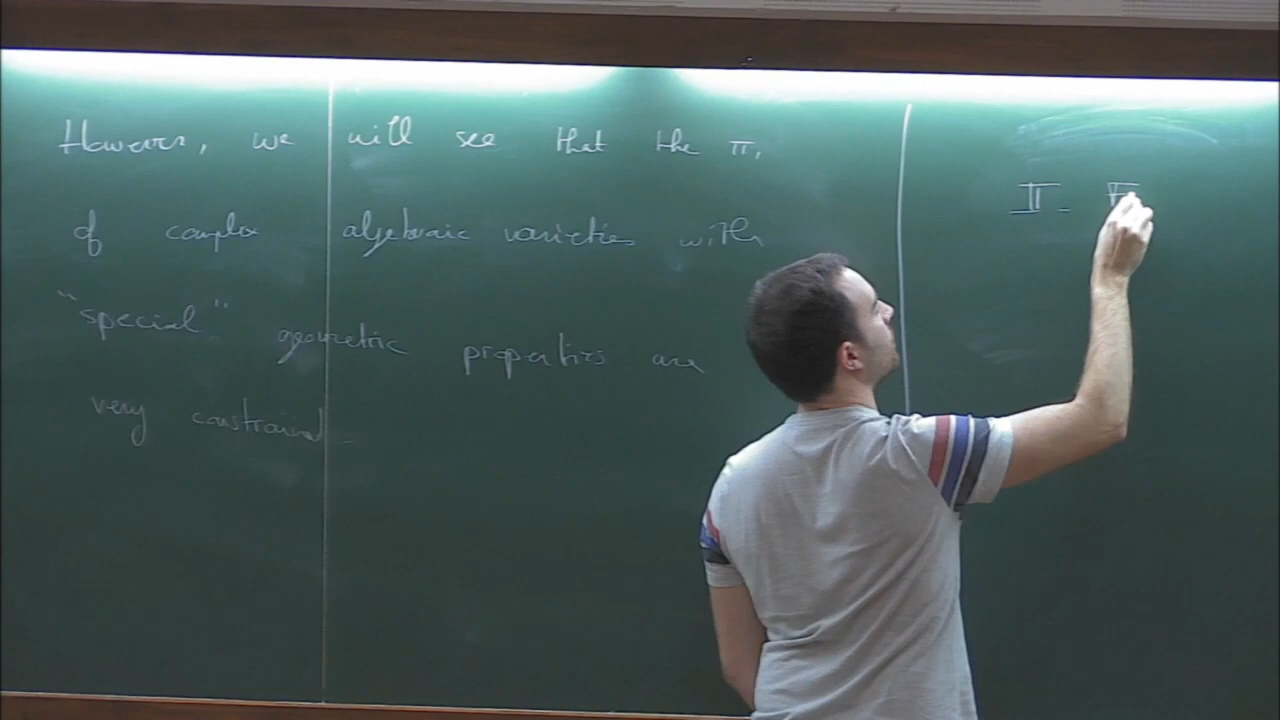 However, we will see that the π₁
of complex algebraic varieties with
"special" geometric properties are
very constrained.
II - F